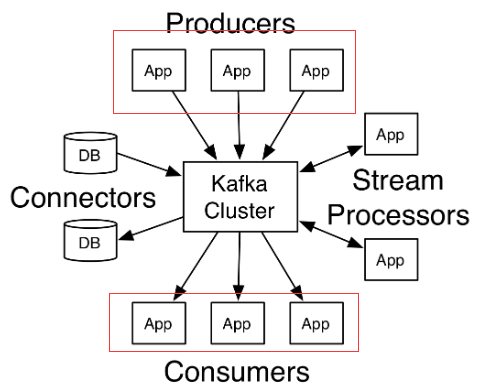 Producers
App App App
DB
App
Kafka
Cluster
Connectors
Stream
Processors
DB
App
App App App
Consumers